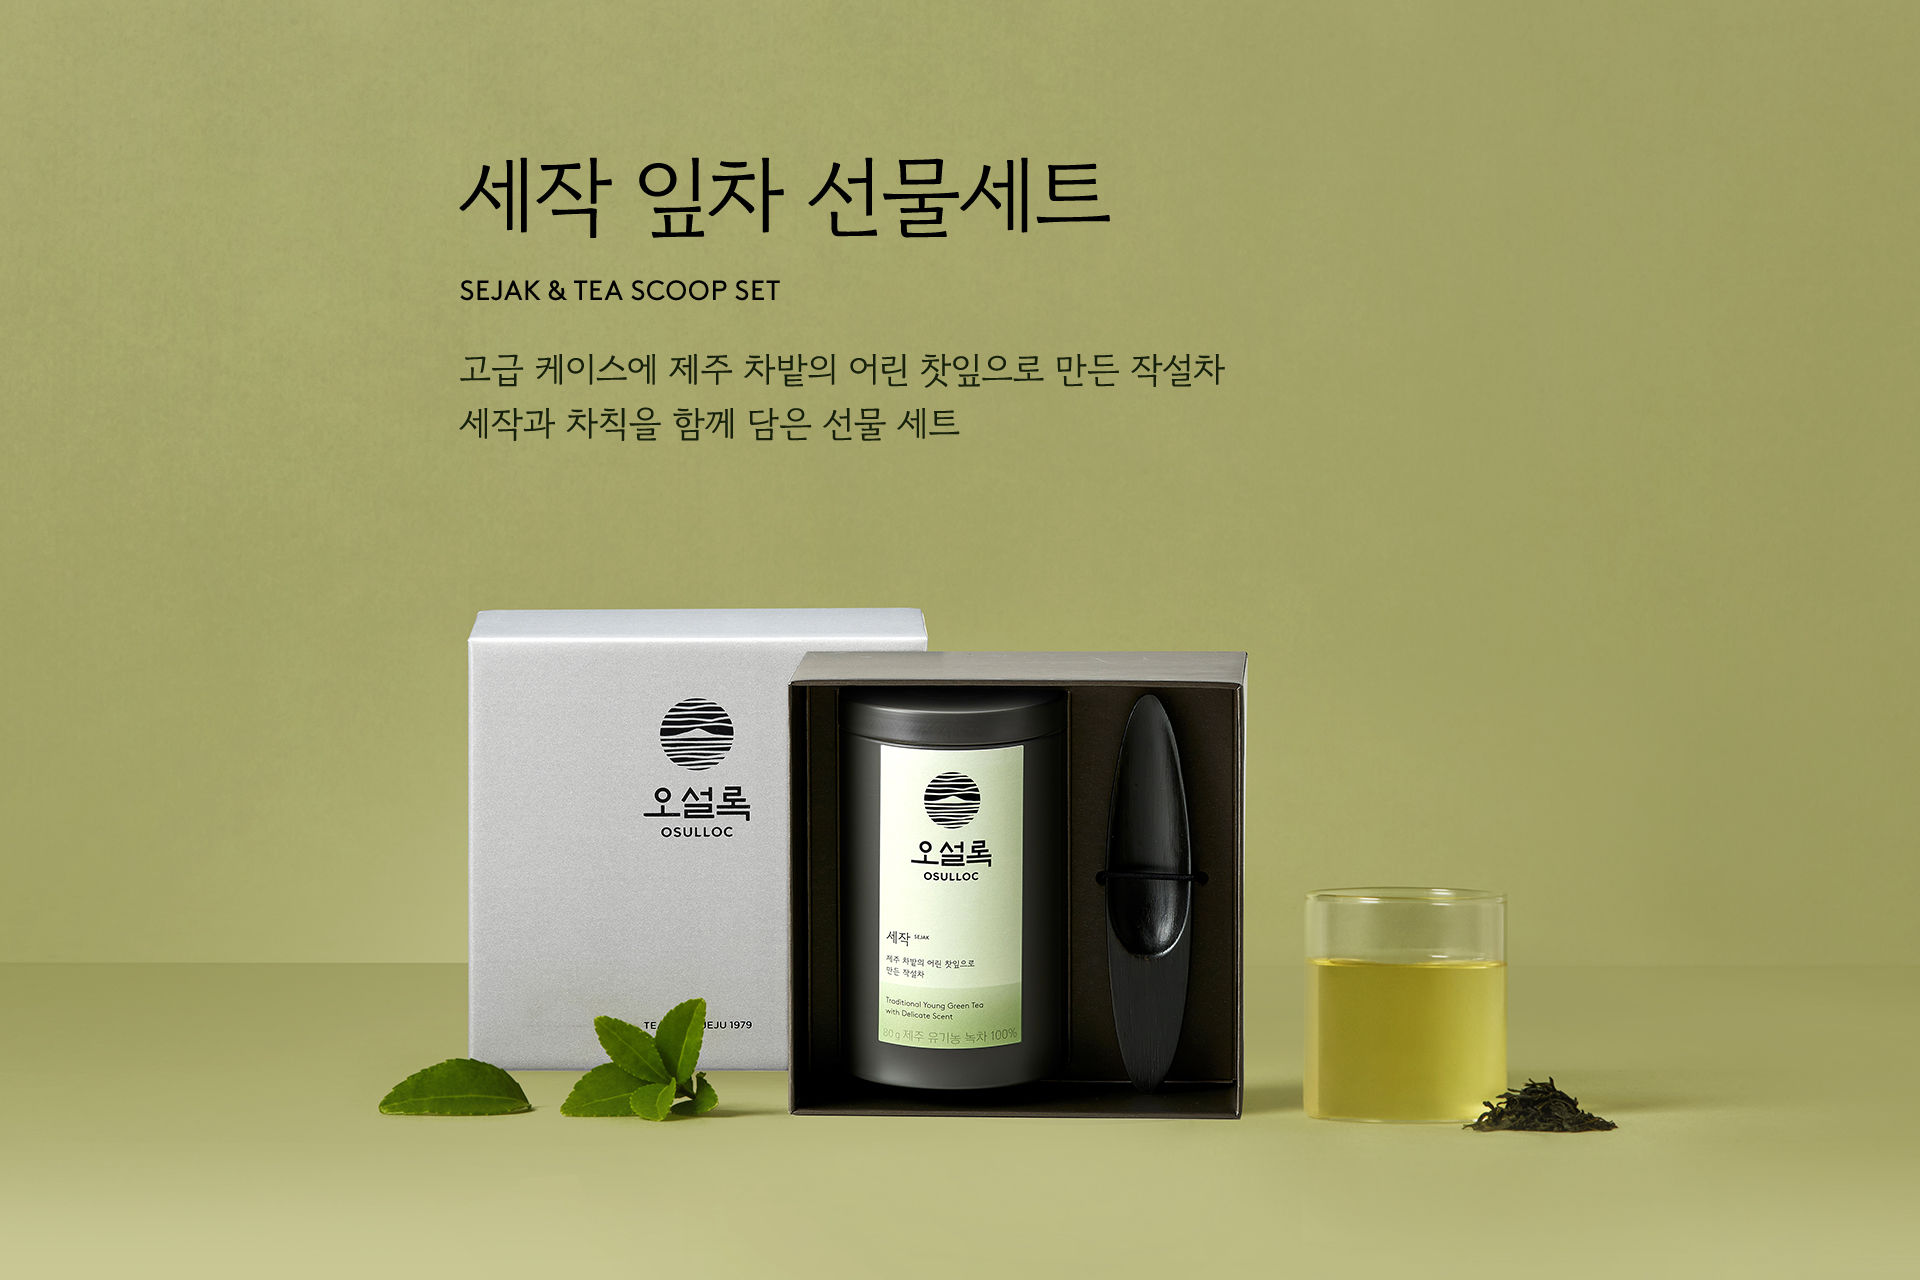 세작 잎차 선물세트
SEJAK & TEA SCOOP SET
고급 케이스에 제주 차밭의 어린 찻잎으로 만든 작설차
세작과 차칙을 함께 담은 선물 세트
오설록
OSULLOC
JEJU 1979
오설록
OSULLOC
세작 SEJAK
제주 차밭의 어린 찻잎으로
만든 작설차
Traditional Young Green Tea
with Delicate Scent
80 g 제주 유기농 녹차 100%